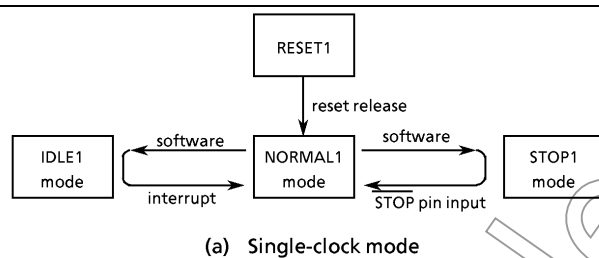 RESET1
reset release
software
software
IDLE1
mode
NORMAL1
mode
STOP1
mode
interrupt
STOP pin input
(a) Single-clock mode